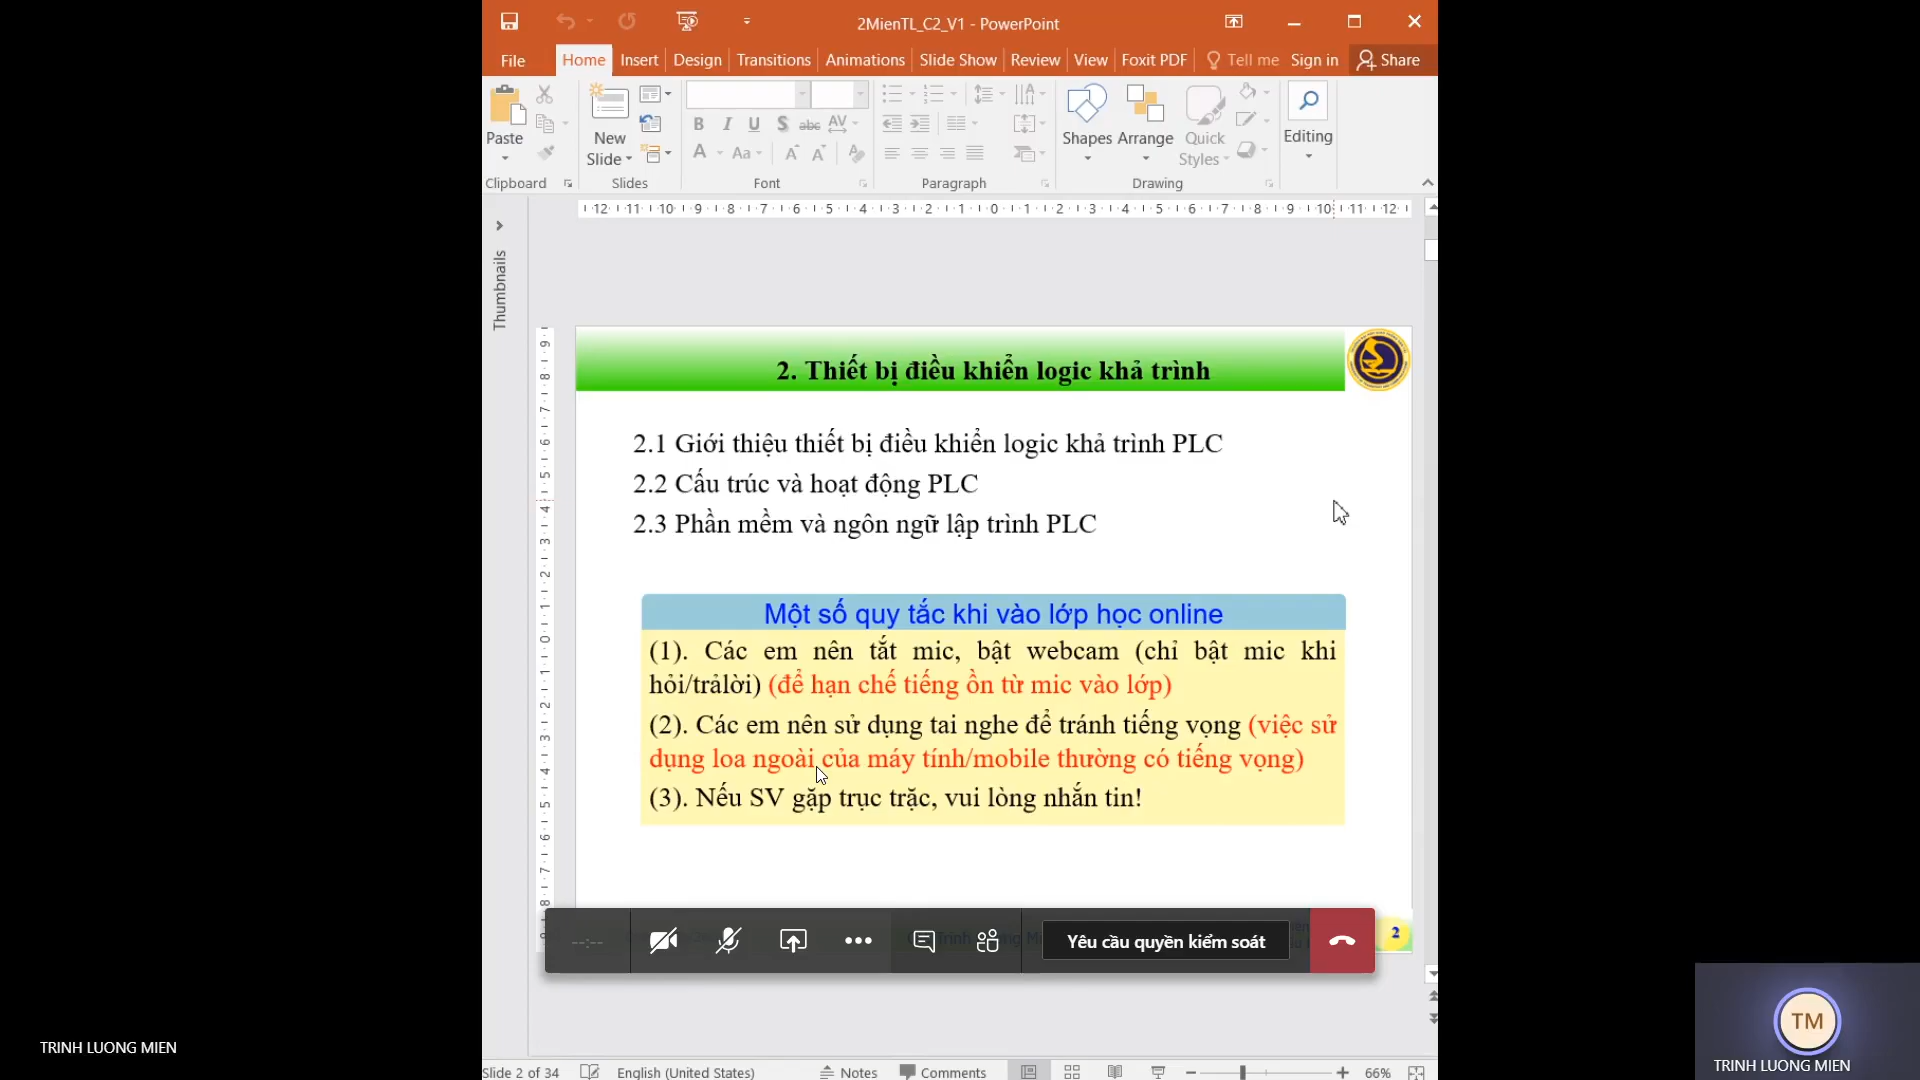 2MienTL_C2_V1 - PowerPoint
File Home Insert Design Transitions Animations Slide Show Review View Foxit PDF Tell me Sign in Share
Paste
New Slide
Shapes Arrange Quick Styles
Editing
Clipboard Slides Font Paragraph Drawing
Thumbnails
2. Thiết bị điều khiển logic khả trình
2.1 Giới thiệu thiết bị điều khiển logic khả trình PLC
2.2 Cấu trúc và hoạt động PLC
2.3 Phần mềm và ngôn ngữ lập trình PLC
Một số quy tắc khi vào lớp học online
(1). Các em nên tắt mic, bật webcam (chỉ bật mic khi
hỏi/trảlời) (để hạn chế tiếng ồn từ mic vào lớp)
(2). Các em nên sử dụng tai nghe để tránh tiếng vọng (việc sử
dụng loa ngoài của máy tính/mobile thường có tiếng vọng)
(3). Nếu SV gặp trục trặc, vui lòng nhắn tin!
--:--
Yêu cầu quyền kiểm soát
2
TRINH LUONG MIEN
TM
TRINH LUONG MIEN
Slide 2 of 34 English (United States) Notes Comments 66%